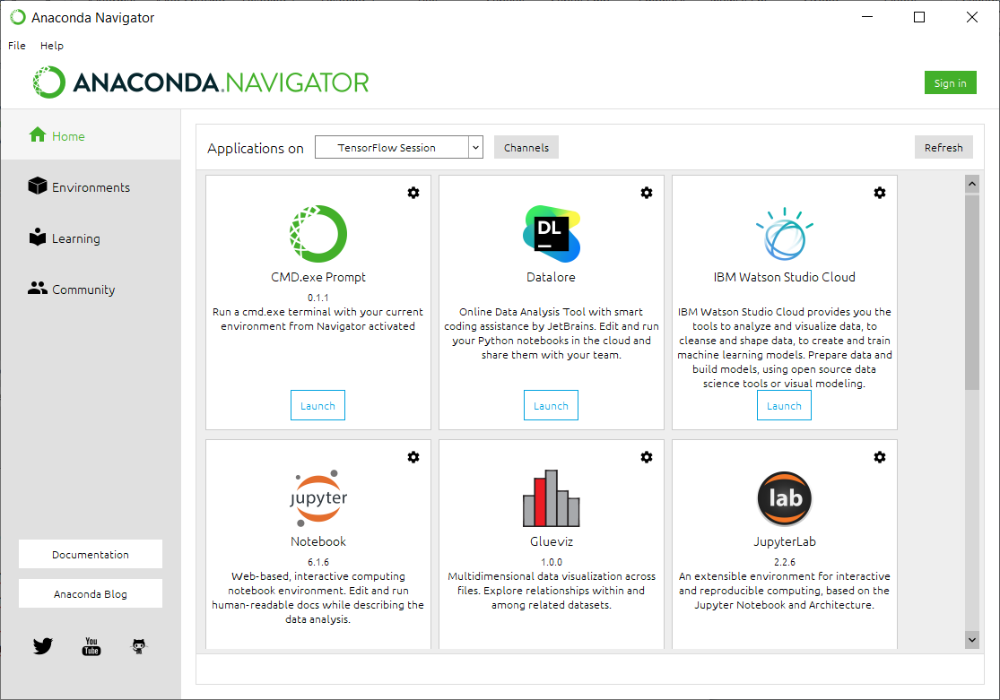 Anaconda Navigator
File Help
ANACONDA.NAVIGATOR
Sign in
Home
Environments
Learning
Community
Documentation
Anaconda Blog
You
Tube
Applications on TensorFlow Session Channels Refresh
CMD.exe Prompt
0.1.1
Run a cmd.exe terminal with your current
environment from Navigator activated
Launch
DL
Datalore
Online Data Analysis Tool with smart
coding assistance by JetBrains. Edit and run
your Python notebooks in the cloud and
share them with your team.
Launch
IBM Watson Studio Cloud
IBM Watson Studio Cloud provides you the
tools to analyze and visualize data, to
cleanse and shape data, to create and train
machine learning models. Prepare data and
build models, using open source data
science tools or visual modeling.
Launch
jupyter
Notebook
6.1.6
Web-based, interactive computing
notebook environment. Edit and run
human-readable docs while describing the
data analysis.
Glueviz
1.0.0
Multidimensional data visualization across
files. Explore relationships within and
among related datasets.
lab
JupyterLab
2.2.6
An extensible environment for interactive
and reproducible computing, based on the
Jupyter Notebook and Architecture.